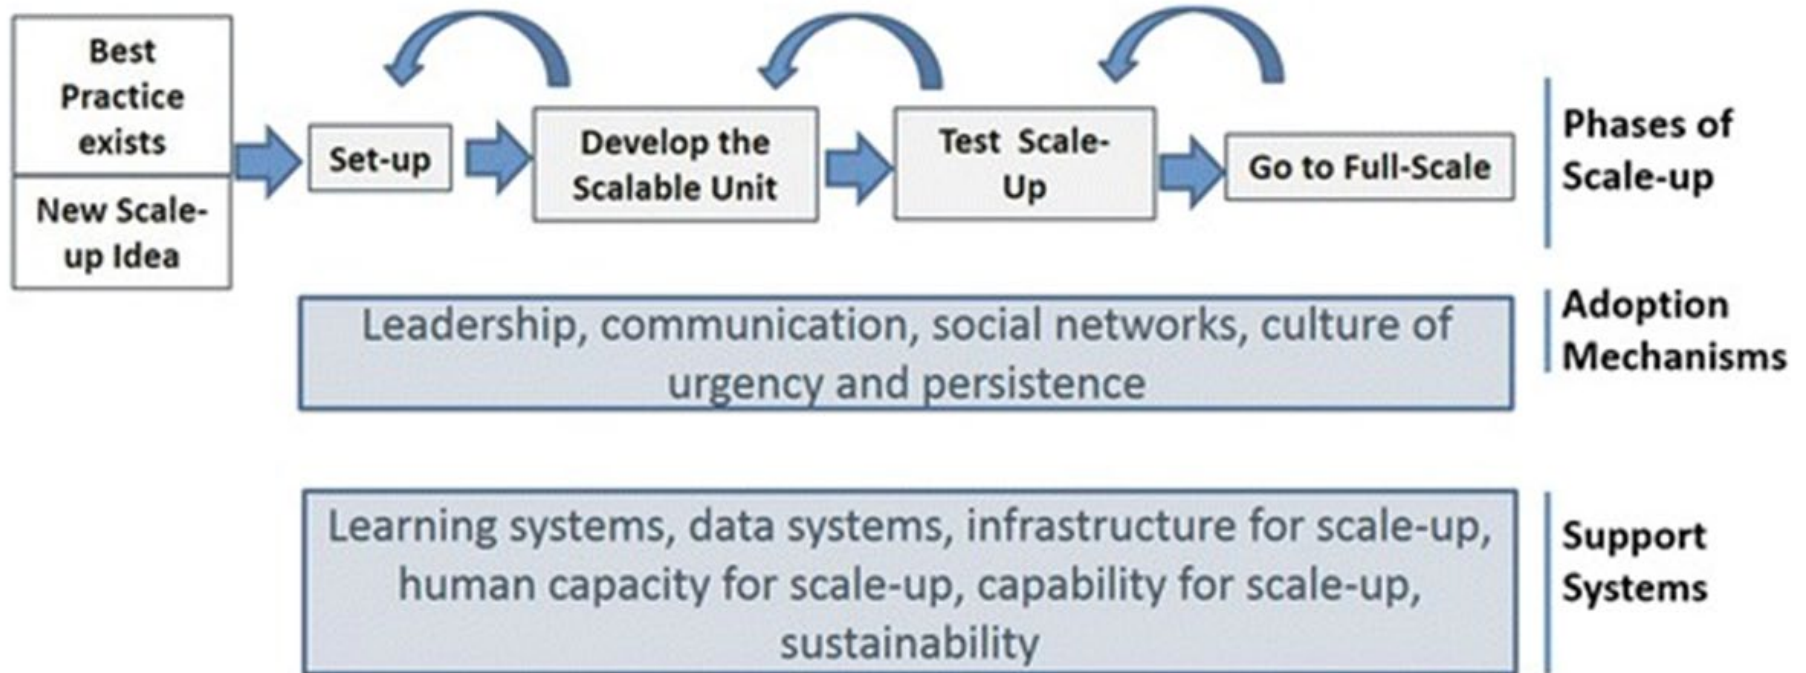 Best
Practice
exists
New Scale-
up Idea
Set-up
Develop the
Scalable Unit
Test Scale-
Up
Go to Full-Scale
Phases of
Scale-up
Leadership, communication, social networks, culture of
urgency and persistence
Adoption
Mechanisms
Learning systems, data systems, infrastructure for scale-up,
human capacity for scale-up, capability for scale-up,
sustainability
Support
Systems